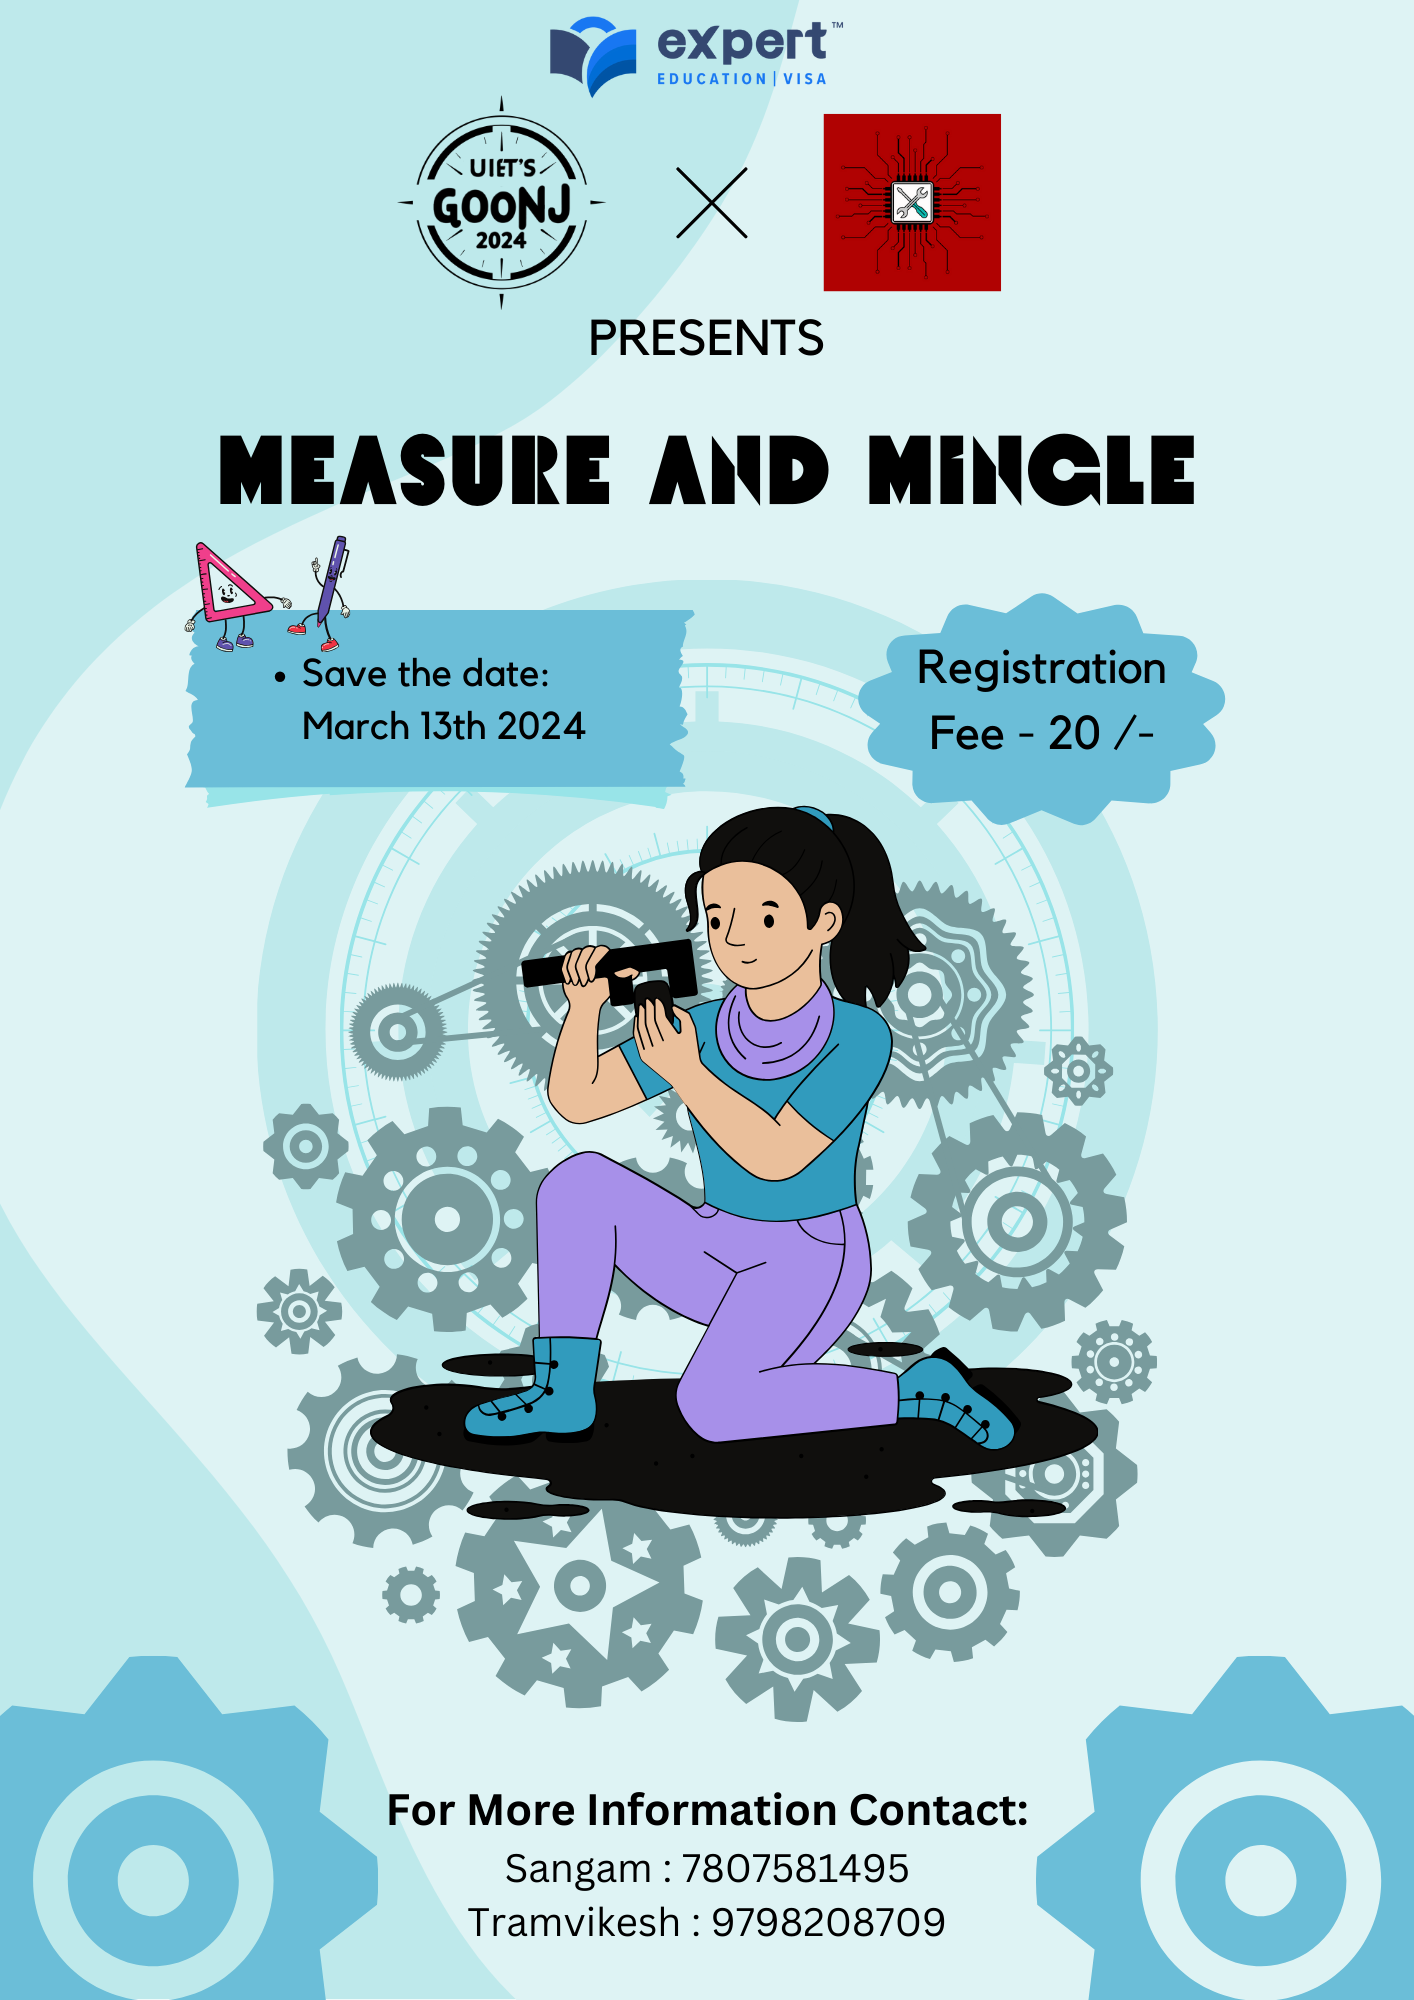 expert™
EDUCATION | VISA
UIET'S
GOONJ
2024
PRESENTS
MEASURE AND MiNGLE
• Save the date:
March 13th 2024
Registration
Fee - 20 /-
For More Information Contact:
Sangam : 7807581495
Tramvikesh : 9798208709